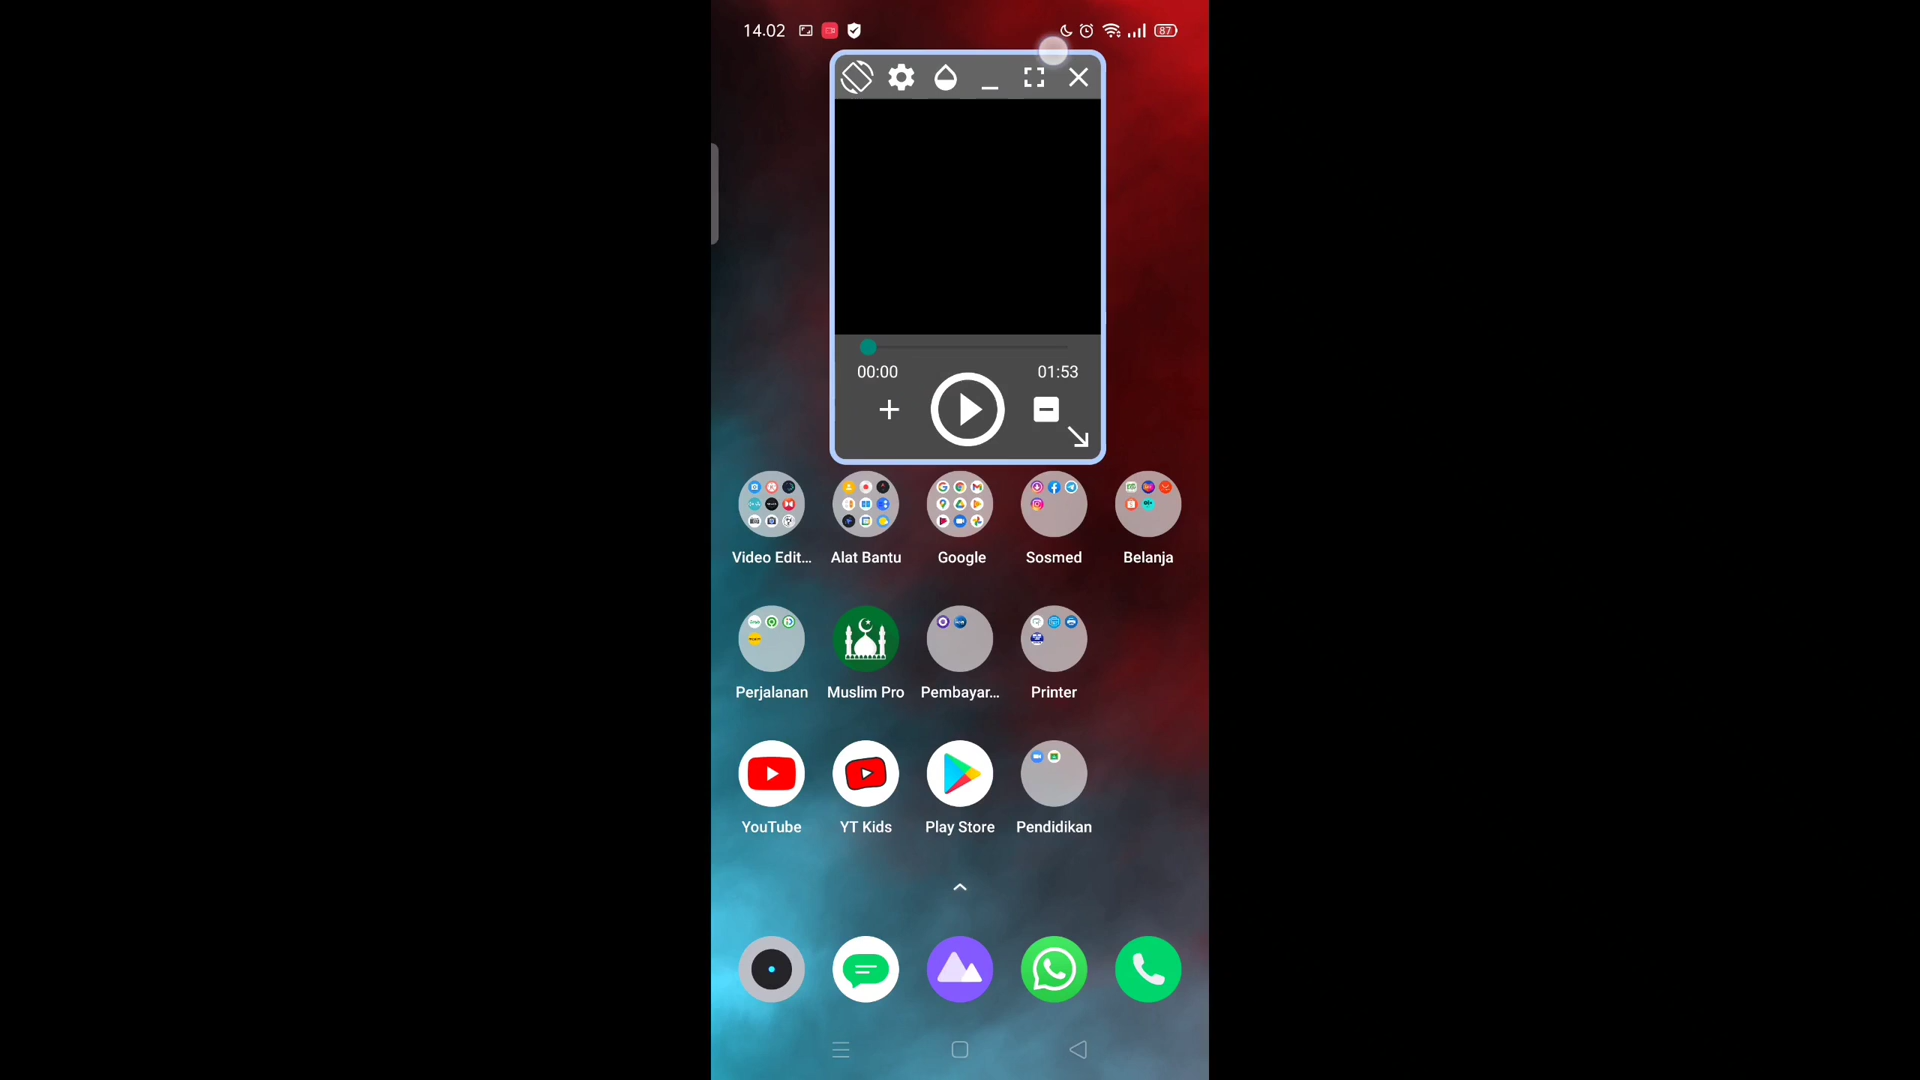 14.02
87
00:00 01:53
Video Edit... Alat Bantu Google Sosmed Belanja
Perjalanan Muslim Pro Pembayar... Printer
YouTube YT Kids Play Store Pendidikan